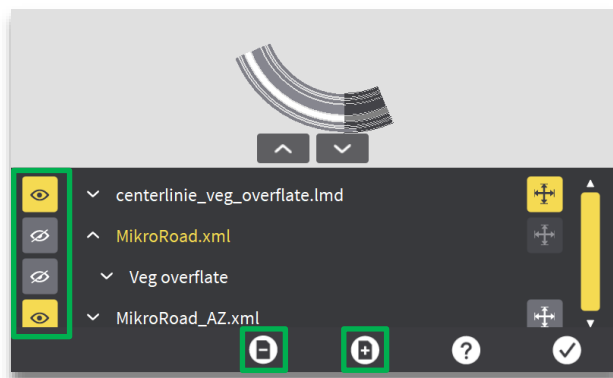 centerlinie_veg_overflate.lmd
MikroRoad.xml
Veg overflate
MikroRoad_AZ.xml
?